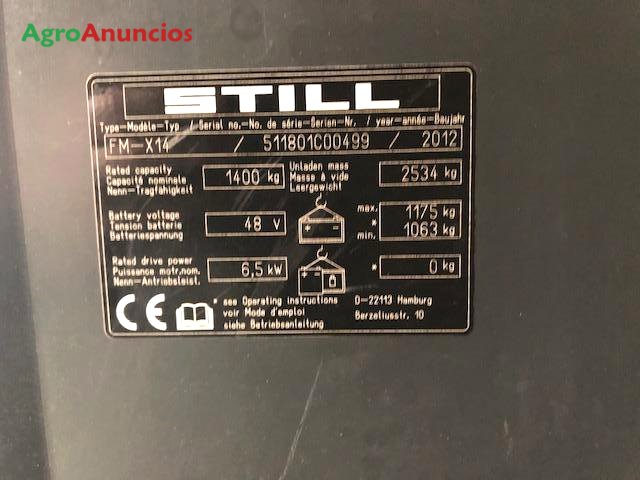 AgroAnuncios
STILL
Type-Modèle-Typ / Serial no.-No. de série-Serien-Nr. / year-année-Baujahr
FM-X14 / 511801C00499 / 2012
Rated capacity
Capacité nominale
Nenn-Tragfähigkeit
1400 kg
Unladen mass
Masse à vide
Leergewicht
2534 kg
Battery voltage
Tension batterie
Batteriespannung
48 V
max. 1175 kg
*
min. 1063 kg
Rated drive power
Puissance motr.nom.
Nenn-Antriebsleist.
6,5 kW
* 0 kg
CE
* see Operating instructions
voir Mode d'emploi
siehe Betriebsanleitung
D-22113 Hamburg
Berzeliusstr. 10